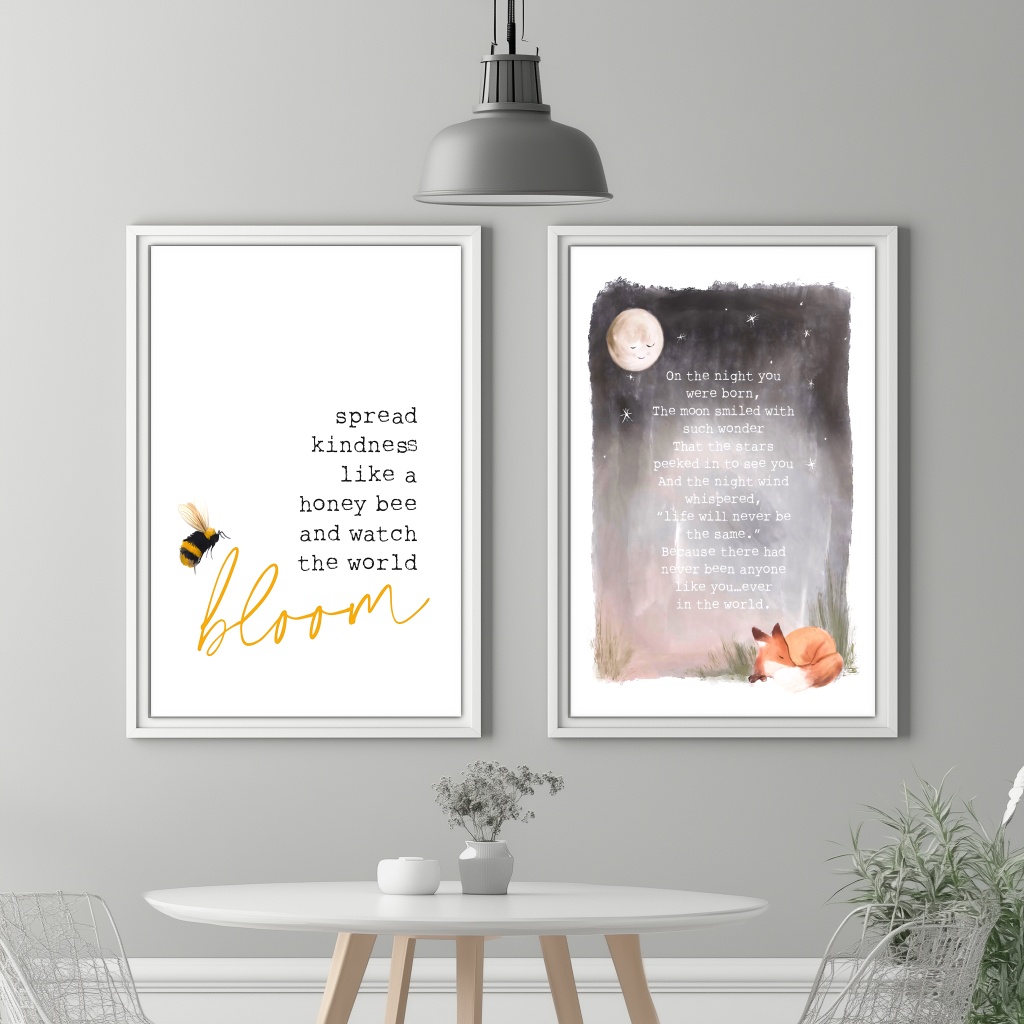 spread
kindness
like a
honey bee
and watch
the world
bloom
On the night you
were born,
The moon smiled with
such wonder
That the stars
peeked in to see you
And the night wind
whispered,
"life will never be
the same."
Because there had
never been anyone
like you...ever
in the world.